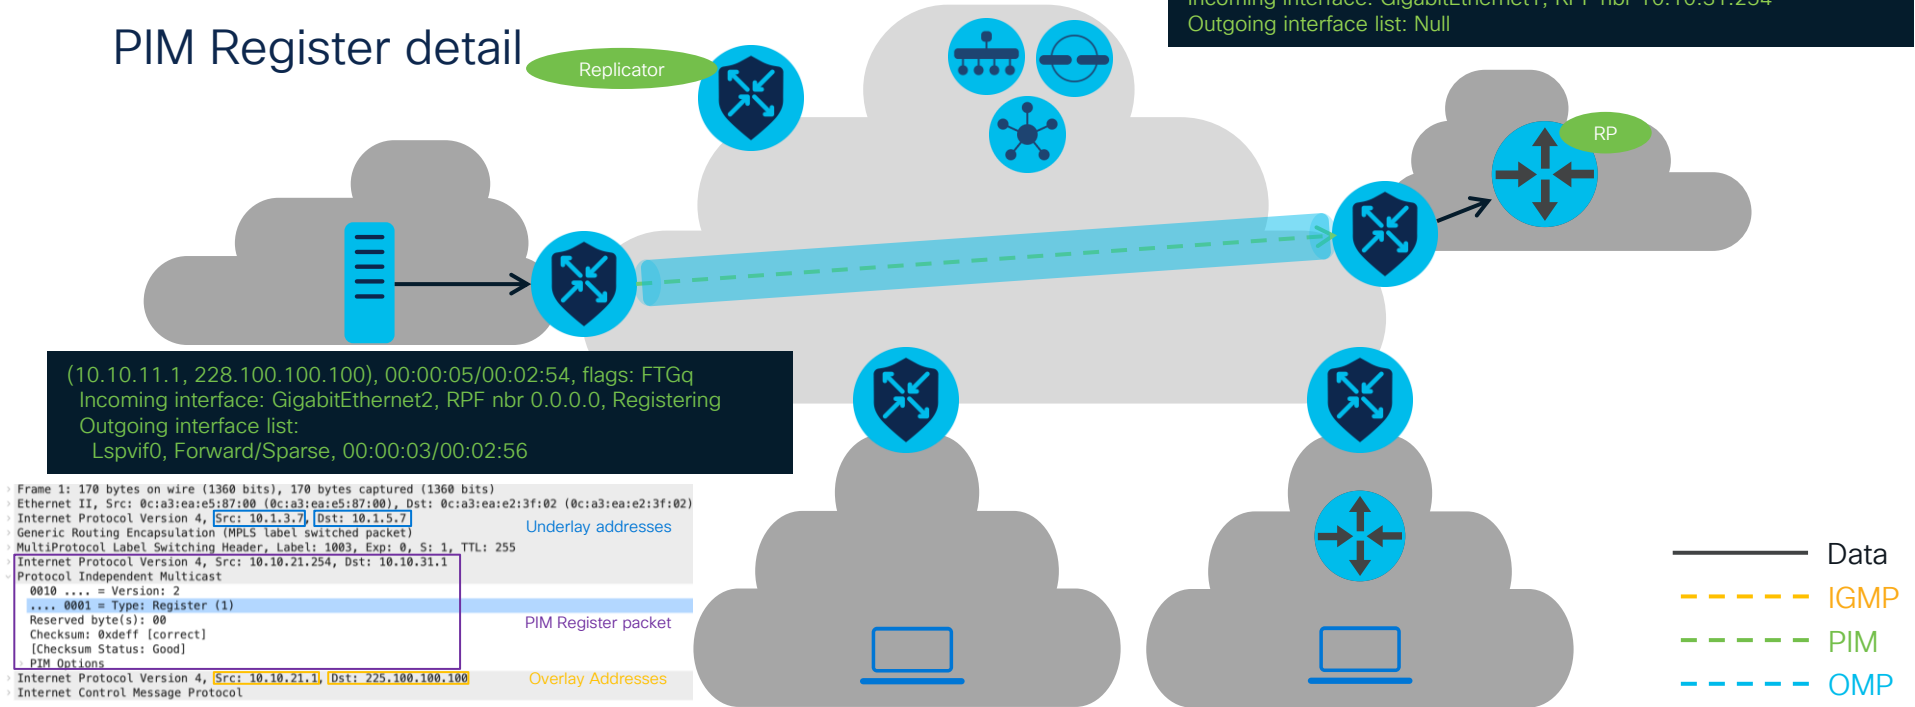 PIM Register detail
Replicator
Incoming interface: GigabitEthernet1, RPF nbr 10.10.31.254
Outgoing interface list: Null
RP
(10.10.11.1, 228.100.100.100), 00:00:05/00:02:54, flags: FTGq
Incoming interface: GigabitEthernet2, RPF nbr 0.0.0.0, Registering
Outgoing interface list:
Lspvif0, Forward/Sparse, 00:00:03/00:02:56
Frame 1: 170 bytes on wire (1360 bits), 170 bytes captured (1360 bits)
Ethernet II, Src: 0c:a3:ea:e5:87:00 (0c:a3:ea:e5:87:00), Dst: 0c:a3:ea:e2:3f:02 (0c:a3:ea:e2:3f:02)
Internet Protocol Version 4, Src: 10.1.3.7, Dst: 10.1.5.7
Underlay addresses
Generic Routing Encapsulation (MPLS label switched packet)
MultiProtocol Label Switching Header, Label: 1003, Exp: 0, S: 1, TTL: 255
Internet Protocol Version 4, Src: 10.10.21.254, Dst: 10.10.31.1
Protocol Independent Multicast
0010 .... = Version: 2
.... 0001 = Type: Register (1)
Reserved byte(s): 00
Checksum: 0xdeff [correct]
[Checksum Status: Good]
PIM Options
PIM Register packet
Internet Protocol Version 4, Src: 10.10.21.1, Dst: 225.100.100.100
Overlay Addresses
Internet Control Message Protocol
Data
IGMP
PIM
OMP